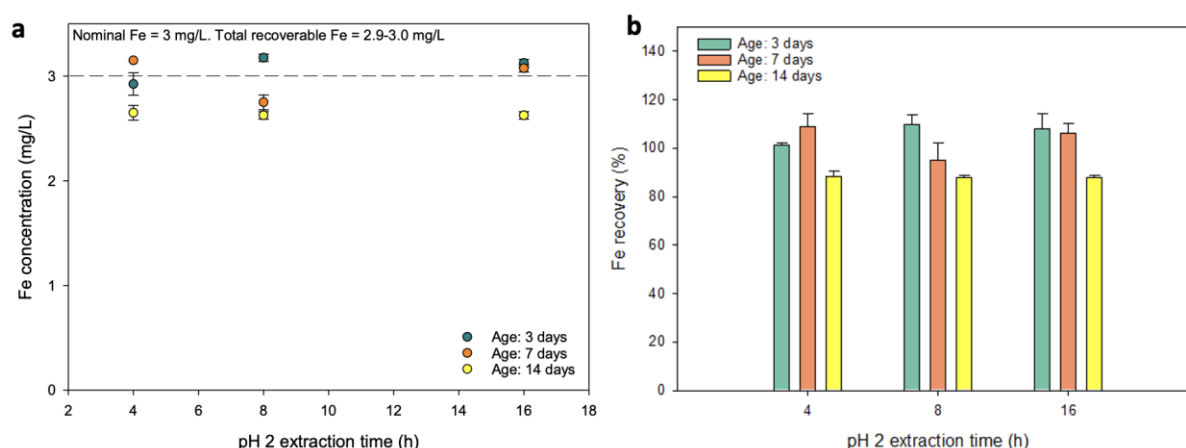 a
Nominal Fe = 3 mg/L. Total recoverable Fe = 2.9-3.0 mg/L
Fe concentration (mg/L)
3
2
1
0
Age: 3 days
Age: 7 days
Age: 14 days
2 4 6 8 10 12 14 16 18
pH 2 extraction time (h)
b
Age: 3 days
Age: 7 days
Age: 14 days
Fe recovery (%)
140
120
100
80
60
40
20
0
4 8 16
pH 2 extraction time (h)